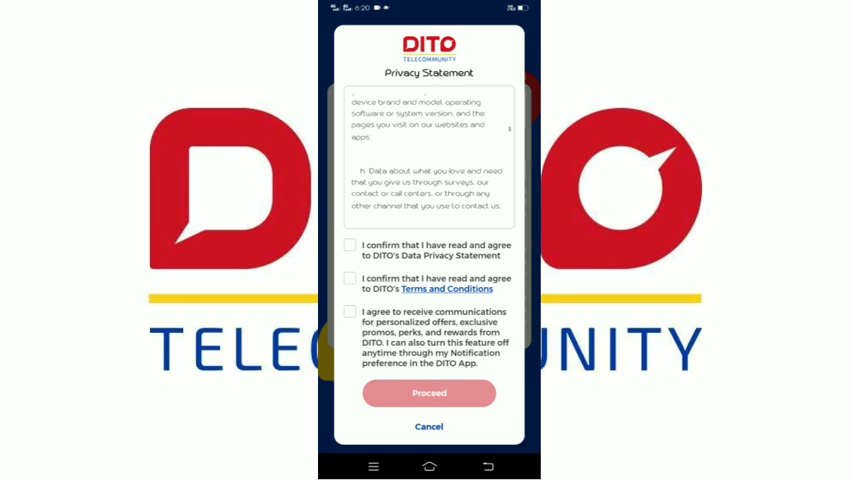 6:20
DITO
TELECOMMUNITY
Privacy Statement
device brand and model, operating
software or system version, and the
pages you visit on our websites and
apps.
h. Data about what you love and need
that you give us through surveys, our
contact or call centers, or through any
other channel that you use to contact us.
I confirm that I have read and agree
to DITO's Data Privacy Statement
I confirm that I have read and agree
to DITO's Terms and Conditions
I agree to receive communications
for personalized offers, exclusive
promos, perks, and rewards from
DITO. I can also turn this feature off
anytime through my Notification
preference in the DITO App.
Proceed
Cancel